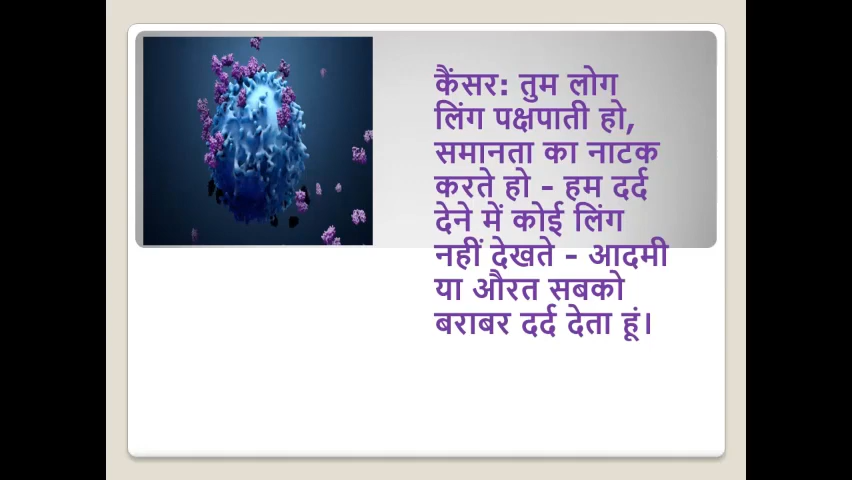 कैंसर: तुम लोग
लिंग पक्षपाती हो,
समानता का नाटक
करते हो - हम दर्द
देने में कोई लिंग
नहीं देखते - आदमी
या औरत सबको
बराबर दर्द देता हूं।